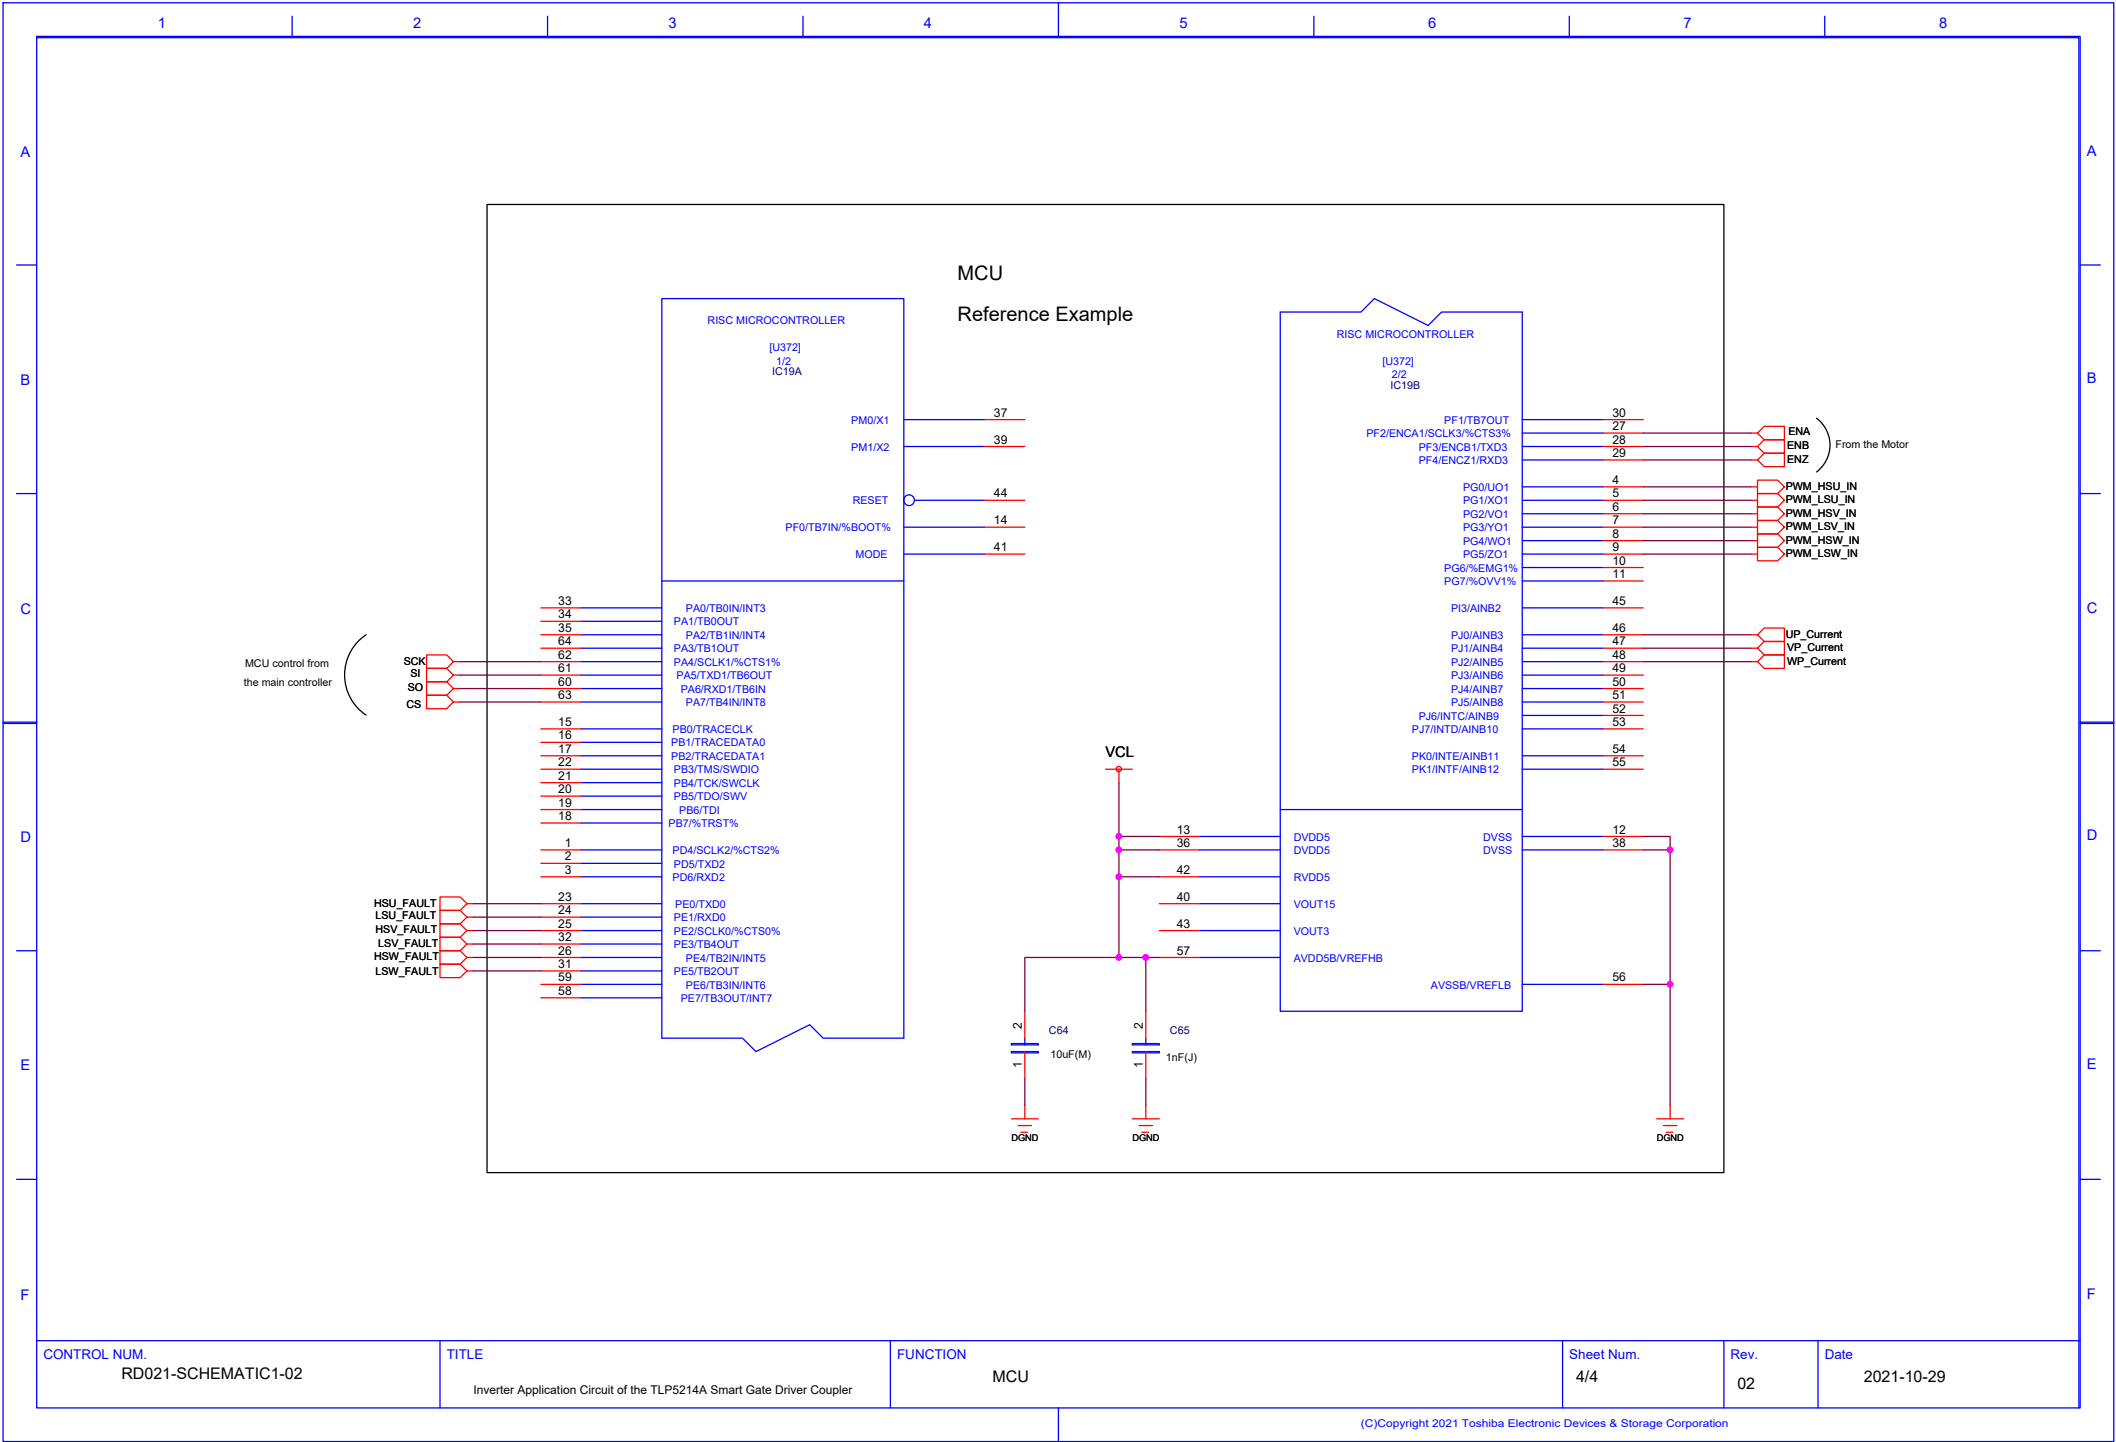 1 2 3 4 5 6 7 8
A A
B B
C C
D D
E E
F F
MCU
Reference Example
RISC MICROCONTROLLER
[U372]
1/2
IC19A
PM0/X1 37
PM1/X2 39
RESET 44
PF0/TB7IN/%BOOT% 14
MODE 41
MCU control from
the main controller
33 PA0/TB0IN/INT3
34 PA1/TB0OUT
35 PA2/TB1IN/INT4
64 PA3/TB1OUT
SCK 62 PA4/SCLK1/%CTS1%
SI 61 PA5/TXD1/TB6OUT
SO 60 PA6/RXD1/TB6IN
CS 63 PA7/TB4IN/INT8
15 PB0/TRACECLK
16 PB1/TRACEDATA0
17 PB2/TRACEDATA1
22 PB3/TMS/SWDIO
21 PB4/TCK/SWCLK
20 PB5/TDO/SWV
19 PB6/TDI
18 PB7/%TRST%
1 PD4/SCLK2/%CTS2%
2 PD5/TXD2
3 PD6/RXD2
HSU_FAULT 23 PE0/TXD0
LSU_FAULT 24 PE1/RXD0
HSV_FAULT 25 PE2/SCLK0/%CTS0%
LSV_FAULT 32 PE3/TB4OUT
HSW_FAULT 26 PE4/TB2IN/INT5
LSW_FAULT 31 PE5/TB2OUT
59 PE6/TB3IN/INT6
58 PE7/TB3OUT/INT7
RISC MICROCONTROLLER
[U372]
2/2
IC19B
PF1/TB7OUT 30
PF2/ENCA1/SCLK3/%CTS3% 27 ENA
PF3/ENCB1/TXD3 28 ENB
PF4/ENCZ1/RXD3 29 ENZ
From the Motor
PG0/UO1 4 PWM_HSU_IN
PG1/XO1 5 PWM_LSU_IN
PG2/VO1 6 PWM_HSV_IN
PG3/YO1 7 PWM_LSV_IN
PG4/WO1 8 PWM_HSW_IN
PG5/ZO1 9 PWM_LSW_IN
PG6/%EMG1% 10
PG7/%OVV1% 11
PI3/AINB2 45
PJ0/AINB3 46 UP_Current
PJ1/AINB4 47 VP_Current
PJ2/AINB5 48 WP_Current
PJ3/AINB6 49
PJ4/AINB7 50
PJ5/AINB8 51
PJ6/INTC/AINB9 52
PJ7/INTD/AINB10 53
PK0/INTE/AINB11 54
PK1/INTF/AINB12 55
VCL
13 DVDD5 DVSS 12
36 DVDD5 DVSS 38
42 RVDD5
40 VOUT15
43 VOUT3
57 AVDD5B/VREFHB
AVSSB/VREFLB 56
2 C64 2 C65
1 10uF(M) 1 1nF(J)
DGND DGND DGND
CONTROL NUM.
RD021-SCHEMATIC1-02
TITLE
Inverter Application Circuit of the TLP5214A Smart Gate Driver Coupler
FUNCTION
MCU
Sheet Num.
4/4
Rev.
02
Date
2021-10-29
(C)Copyright 2021 Toshiba Electronic Devices & Storage Corporation